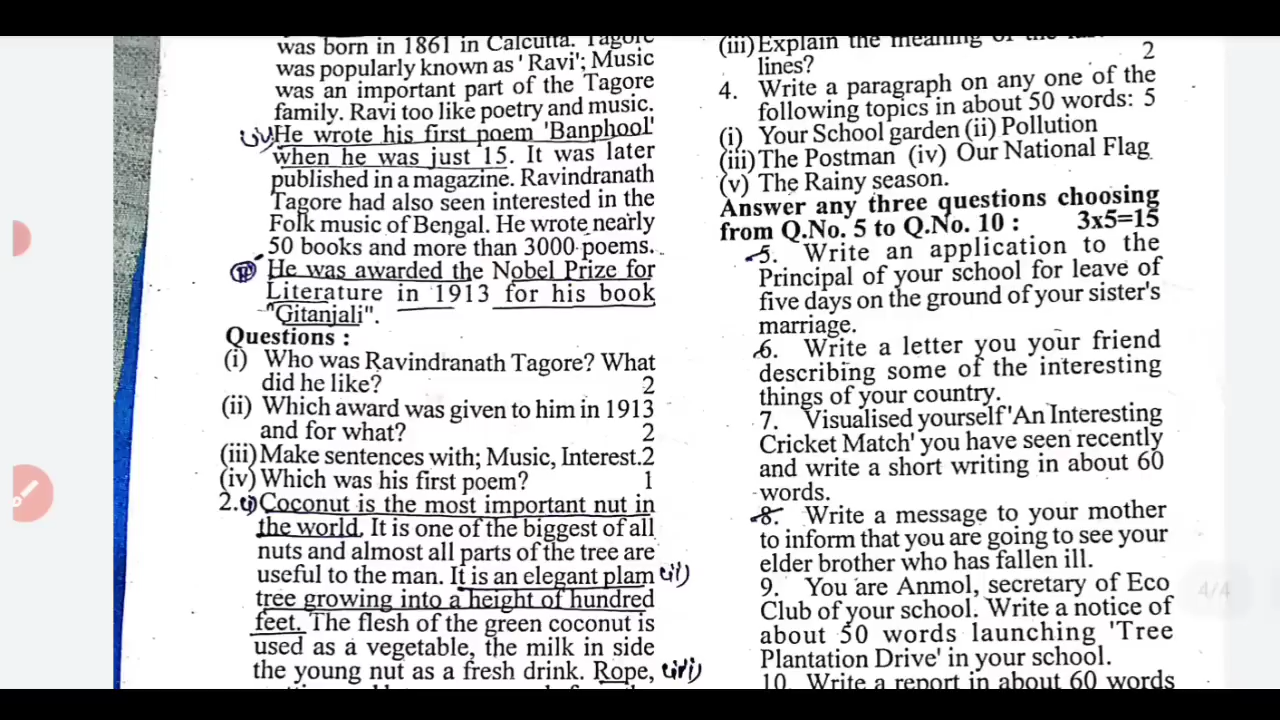 was born in 1861 in Calcutta. Tagore
was popularly known as ' Ravi'; Music
was an important part of the Tagore
family. Ravi too like poetry and music.
(iv) He wrote his first poem 'Banphool'
when he was just 15. It was later
published in a magazine. Ravindranath
Tagore had also seen interested in the
Folk music of Bengal. He wrote nearly
50 books and more than 3000 poems.
He was awarded the Nobel Prize for
Literature in 1913 for his book
"Gitanjali".
Questions :
(i) Who was Ravindranath Tagore? What
did he like? 2
(ii) Which award was given to him in 1913
and for what? 2
(iii) Make sentences with; Music, Interest. 2
(iv) Which was his first poem? 1
2. (i) Coconut is the most important nut in
the world. It is one of the biggest of all
nuts and almost all parts of the tree are
useful to the man. It is an elegant plam (ii)
tree growing into a height of hundred
feet. The flesh of the green coconut is
used as a vegetable, the milk in side
the young nut as a fresh drink. Rope, (iii)
(iii) Explain the meaning of the
lines? 2
4. Write a paragraph on any one of the
following topics in about 50 words: 5
(i) Your School garden (ii) Pollution
(iii) The Postman (iv) Our National Flag
(v) The Rainy season.
Answer any three questions choosing
from Q.No. 5 to Q.No. 10 : 3x5=15
5. Write an application to the
Principal of your school for leave of
five days on the ground of your sister's
marriage.
6. Write a letter you your friend
describing some of the interesting
things of your country.
7. Visualised yourself 'An Interesting
Cricket Match' you have seen recently
and write a short writing in about 60
words.
8. Write a message to your mother
to inform that you are going to see your
elder brother who has fallen ill.
9. You are Anmol, secretary of Eco
Club of your school. Write a notice of
about 50 words launching 'Tree
Plantation Drive' in your school.
10. Write a report in about 60 words
4/4